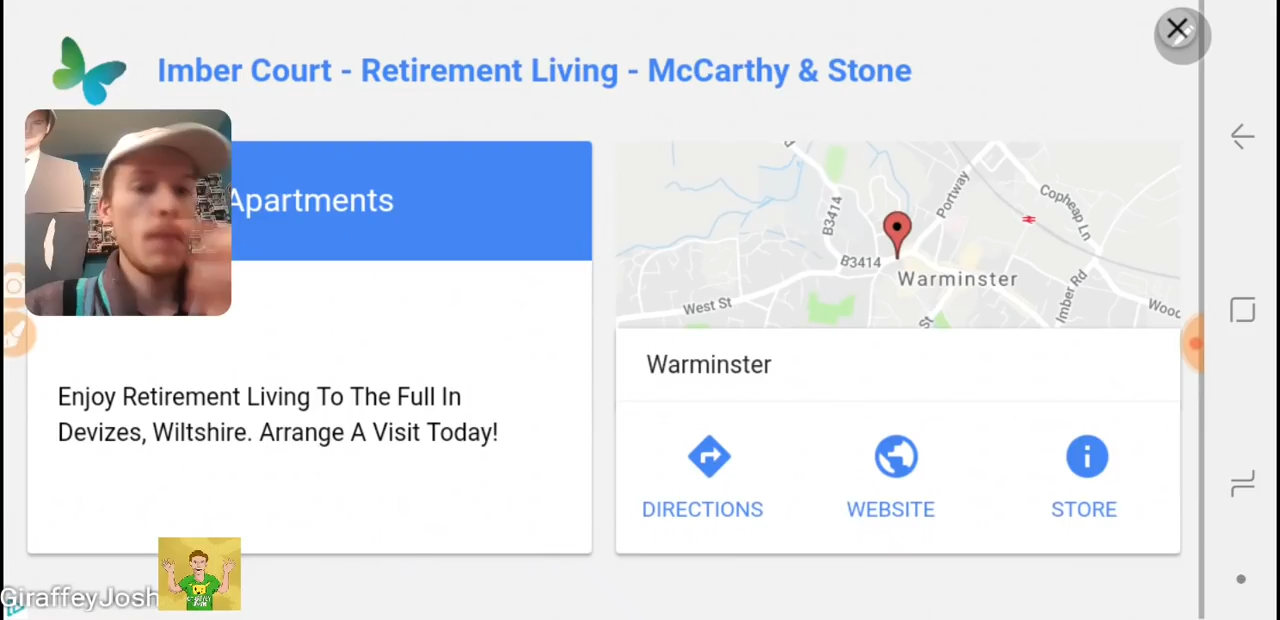 Imber Court - Retirement Living - McCarthy & Stone
Apartments
Enjoy Retirement Living To The Full In
Devizes, Wiltshire. Arrange A Visit Today!
B3414
Portway
Copheap Ln
B3414
Warminster
West St
St
Imber Rd
Warminster
DIRECTIONS
WEBSITE
STORE
GiraffeyJosh